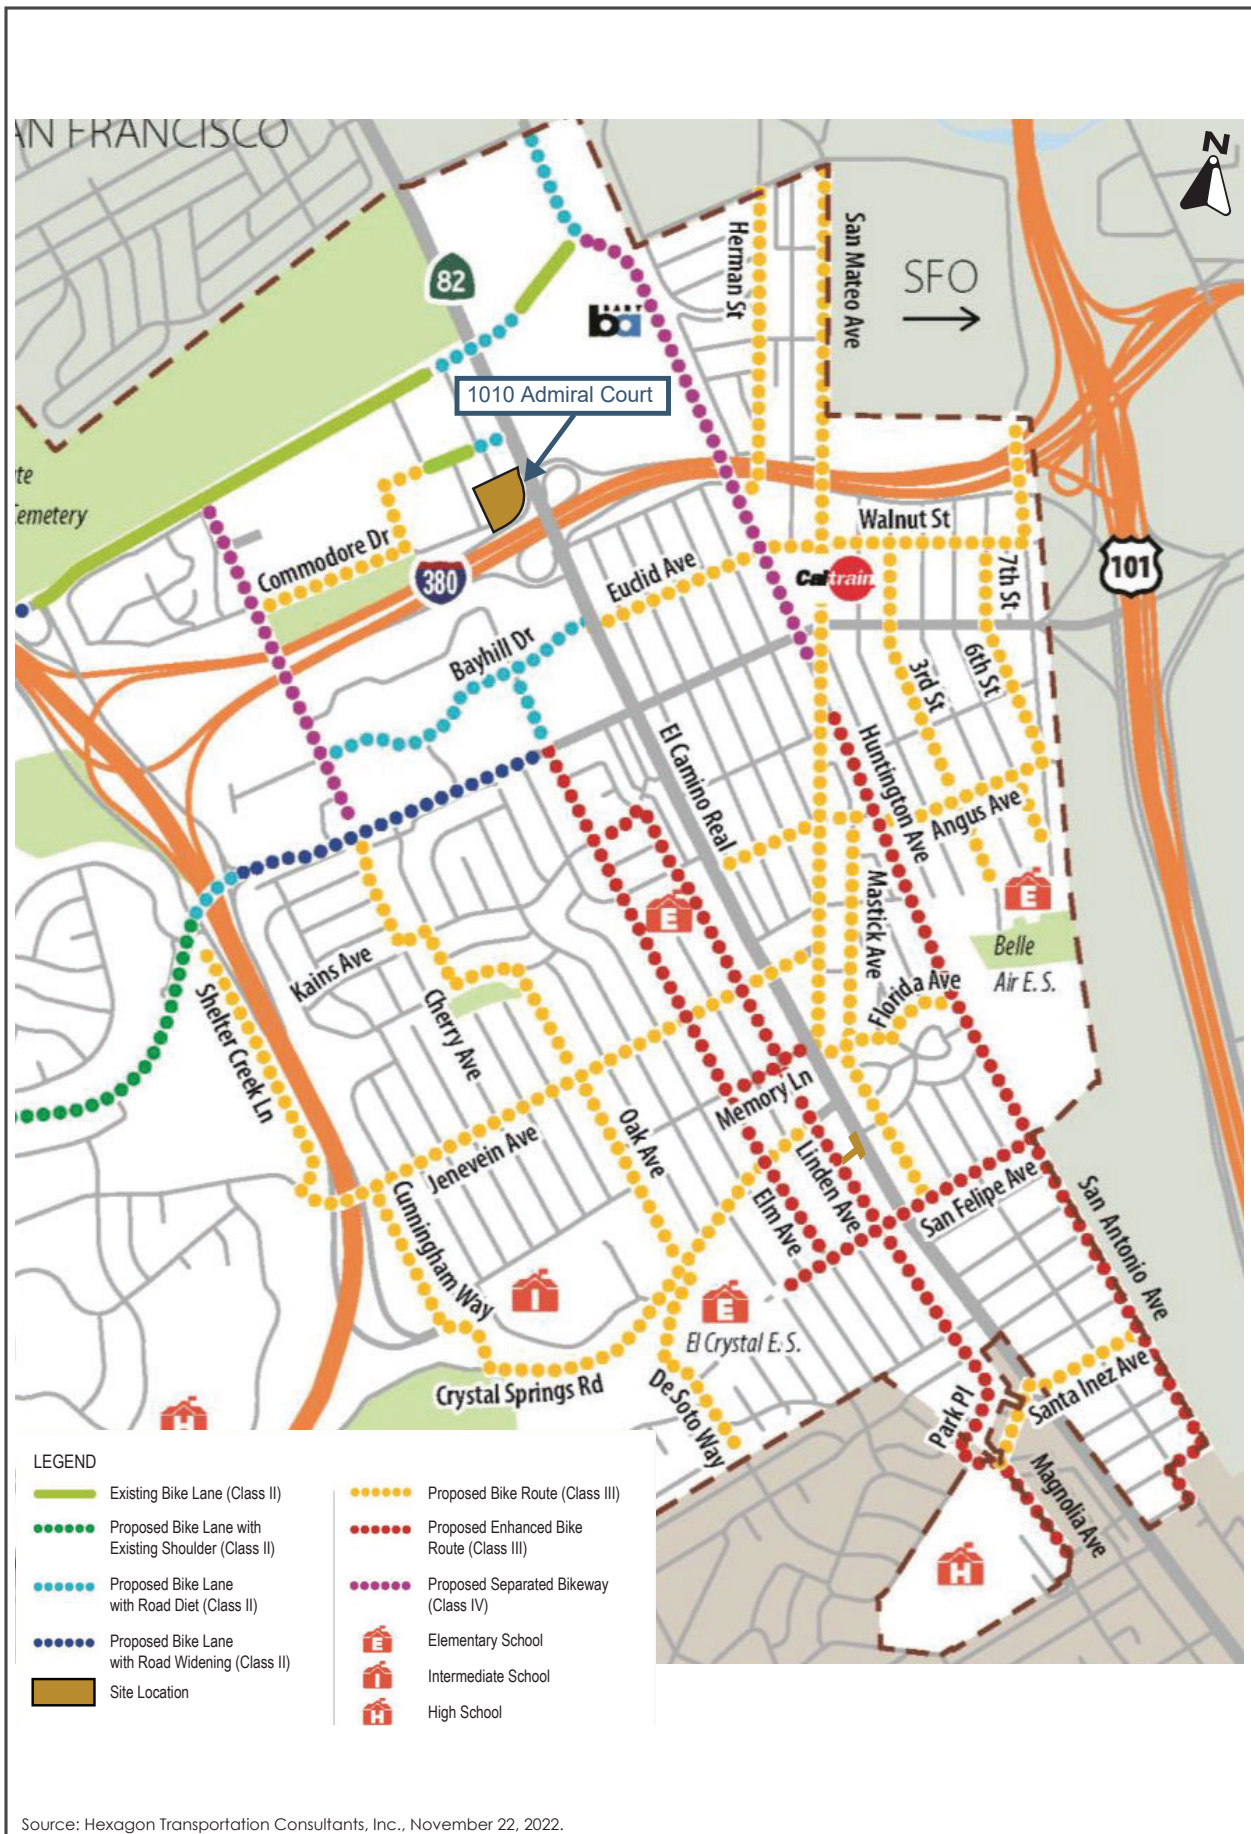 AN FRANCISCO
N
82
Herman St
San Mateo Ave
SFO
BABY
ba
1010 Admiral Court
te
Cemetery
Commodore Dr
380
Euclid Ave
Walnut St
Caltrain
7th St
101
Bayhill Dr
6th St
3rd St
El Camino Real
Huntington Ave
Angus Ave
Mastick Ave
E
E
Belle
Air E. S.
Kains Ave
Florida Ave
Shelter Creek Ln
Cherry Ave
Memory Ln
Oak Ave
Jenevein Ave
Linden Ave
Elm Ave
San Felipe Ave
San Antonio Ave
Cunningham Way
I
E
El Crystal E. S.
Crystal Springs Rd
De Soto Way
Park Pl
Santa Inez Ave
Magnolia Ave
H
H
LEGEND
Existing Bike Lane (Class II)
Proposed Bike Lane with
Existing Shoulder (Class II)
Proposed Bike Lane
with Road Diet (Class II)
Proposed Bike Lane
with Road Widening (Class II)
Site Location
Proposed Bike Route (Class III)
Proposed Enhanced Bike
Route (Class III)
Proposed Separated Bikeway
(Class IV)
E
Elementary School
I
Intermediate School
H
High School
Source: Hexagon Transportation Consultants, Inc., November 22, 2022.